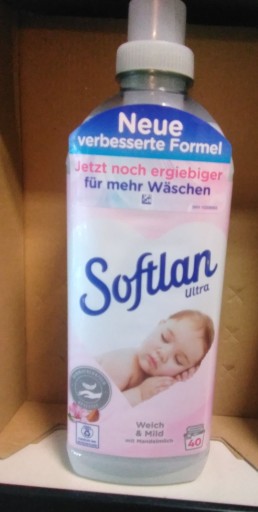 Neue
verbesserte Formel
Jetzt noch ergiebiger
für mehr Wäschen
Softlan
Ultra
Weich
& Mild
mit Mandelmilch
40